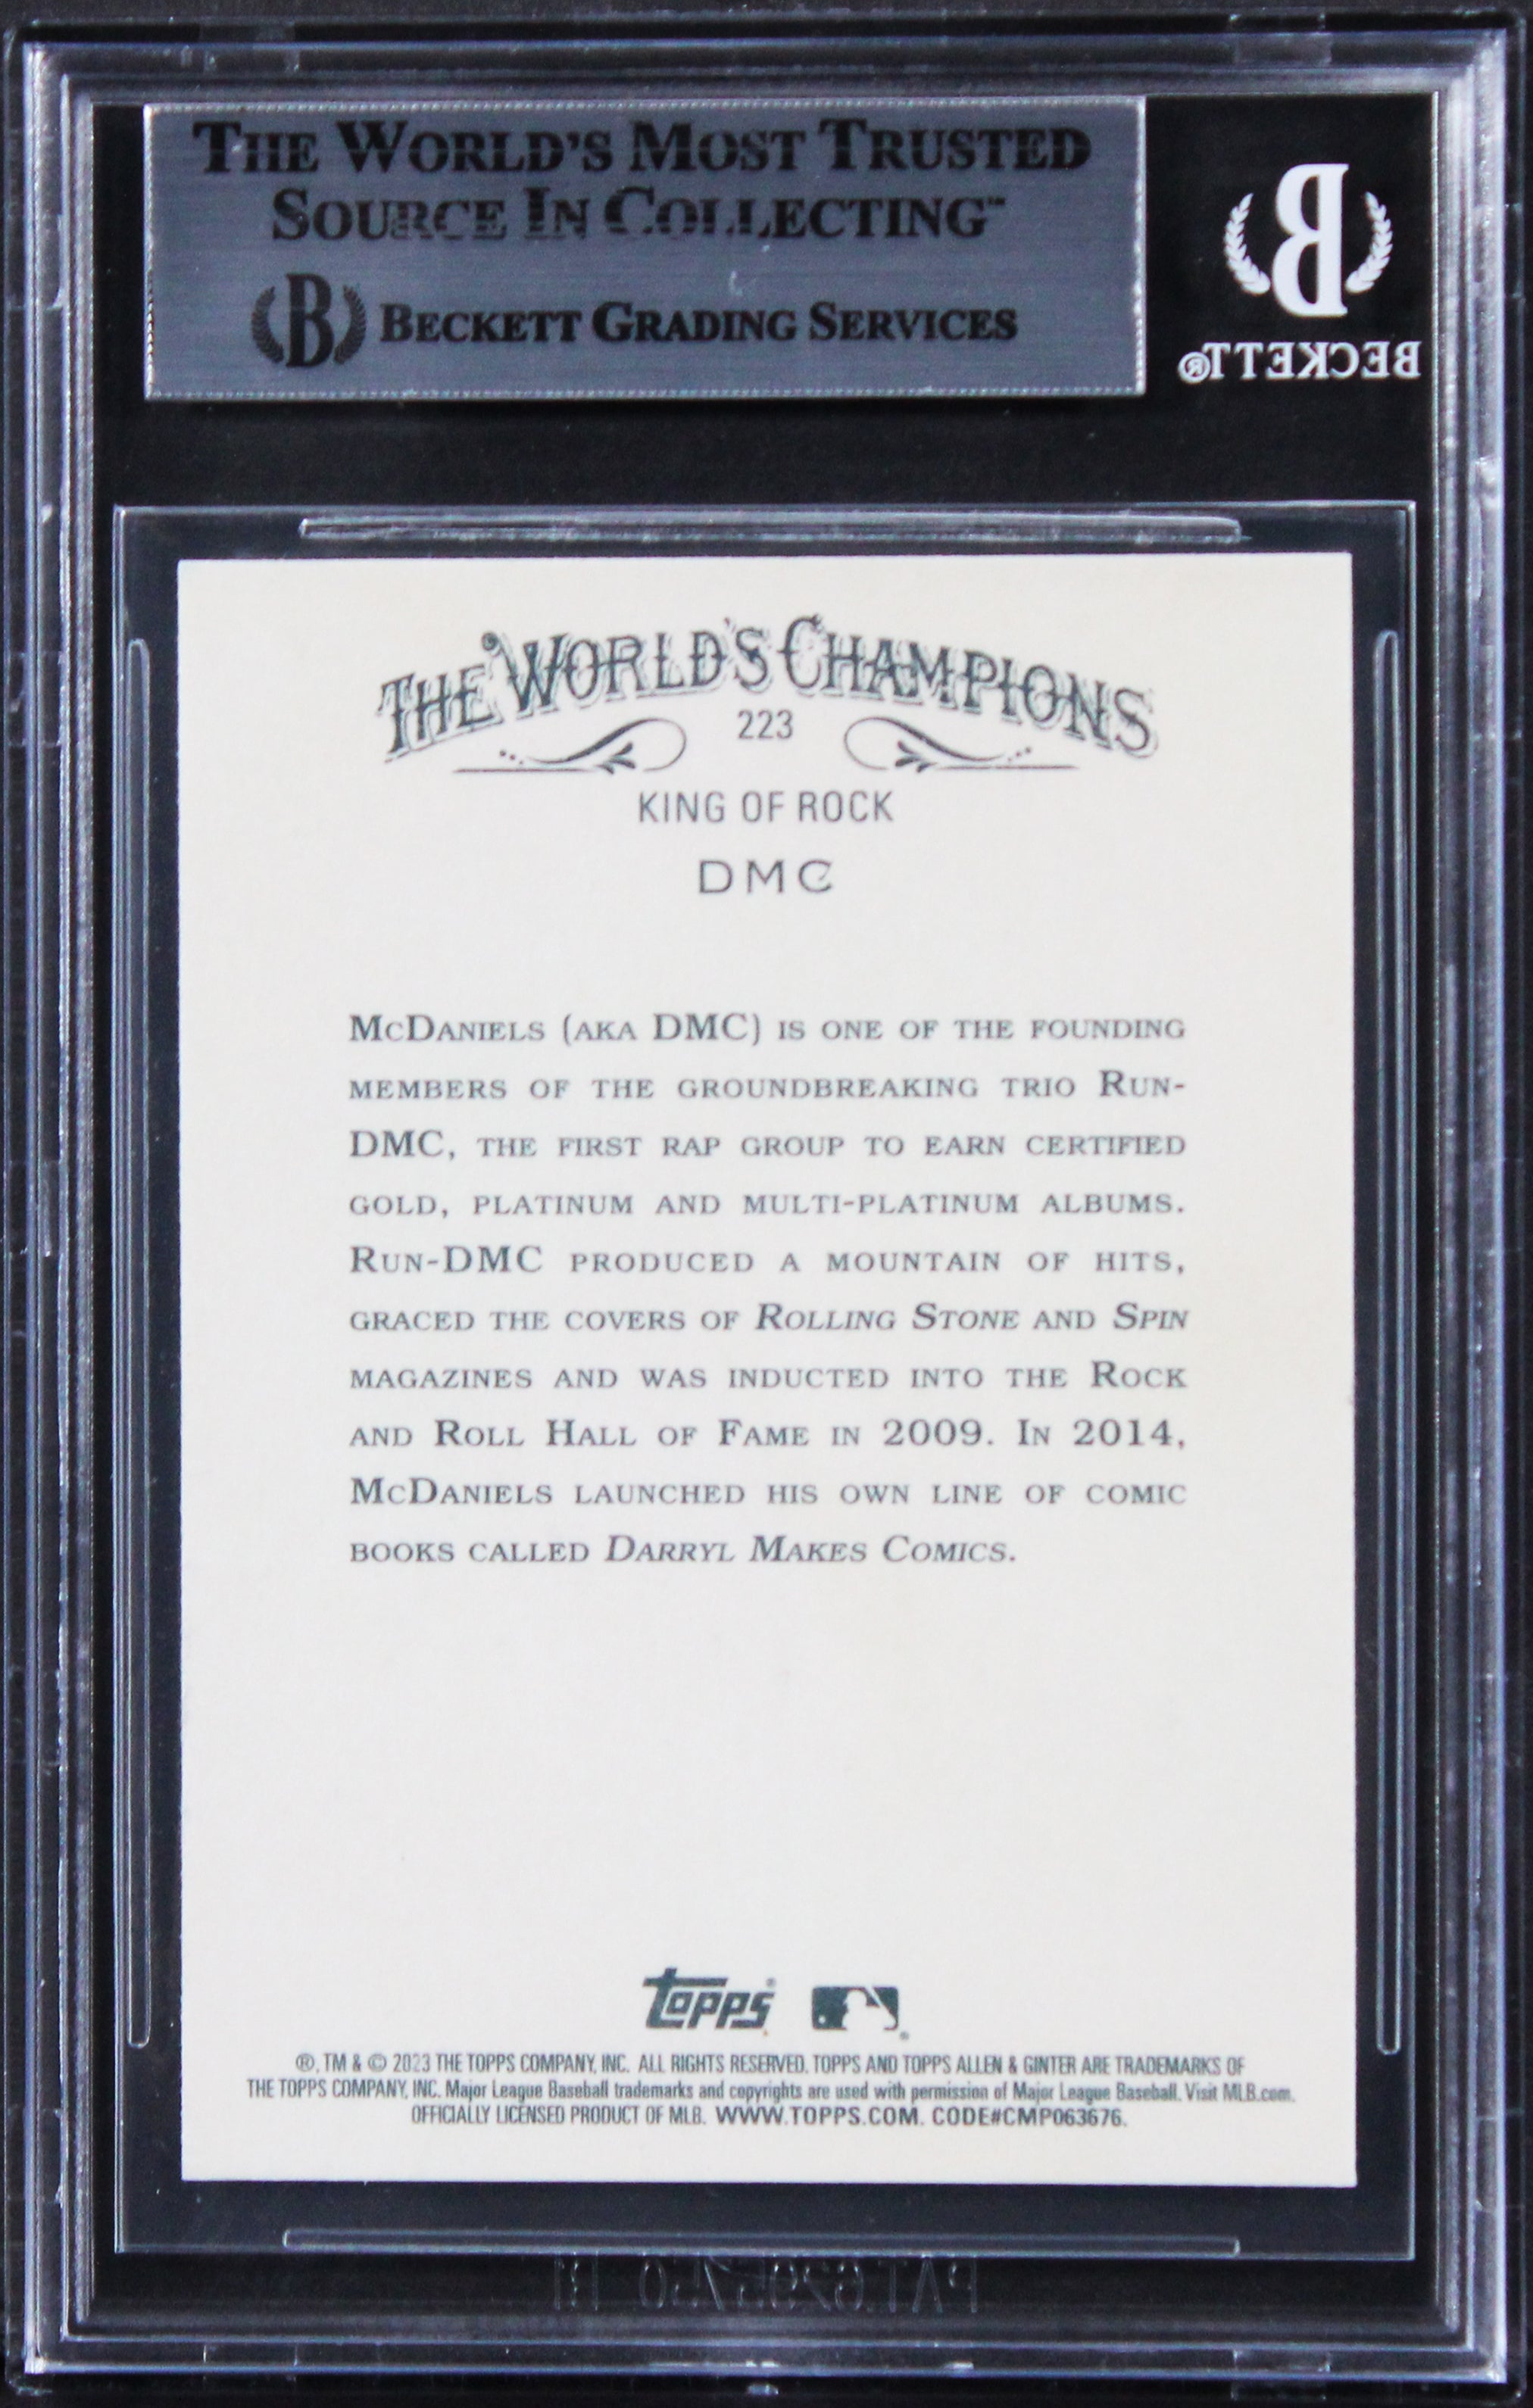 THE WORLD'S MOST TRUSTED
SOURCE IN COLLECTING™
B BECKETT GRADING SERVICES
B
BECKETT®
THE WORLD'S CHAMPIONS
223
KING OF ROCK
DMC
McDANIELS (AKA DMC) IS ONE OF THE FOUNDING
MEMBERS OF THE GROUNDBREAKING TRIO RUN-
DMC, THE FIRST RAP GROUP TO EARN CERTIFIED
GOLD, PLATINUM AND MULTI-PLATINUM ALBUMS.
RUN-DMC PRODUCED A MOUNTAIN OF HITS,
GRACED THE COVERS OF ROLLING STONE AND SPIN
MAGAZINES AND WAS INDUCTED INTO THE ROCK
AND ROLL HALL OF FAME IN 2009. IN 2014,
McDANIELS LAUNCHED HIS OWN LINE OF COMIC
BOOKS CALLED DARRYL MAKES COMICS.
Topps®
®, TM & © 2023 THE TOPPS COMPANY, INC. ALL RIGHTS RESERVED. TOPPS AND TOPPS ALLEN & GINTER ARE TRADEMARKS OF
THE TOPPS COMPANY, INC. Major League Baseball trademarks and copyrights are used with permission of Major League Baseball. Visit MLB.com.
OFFICIALLY LICENSED PRODUCT OF MLB. WWW.TOPPS.COM. CODE#CMP063676.